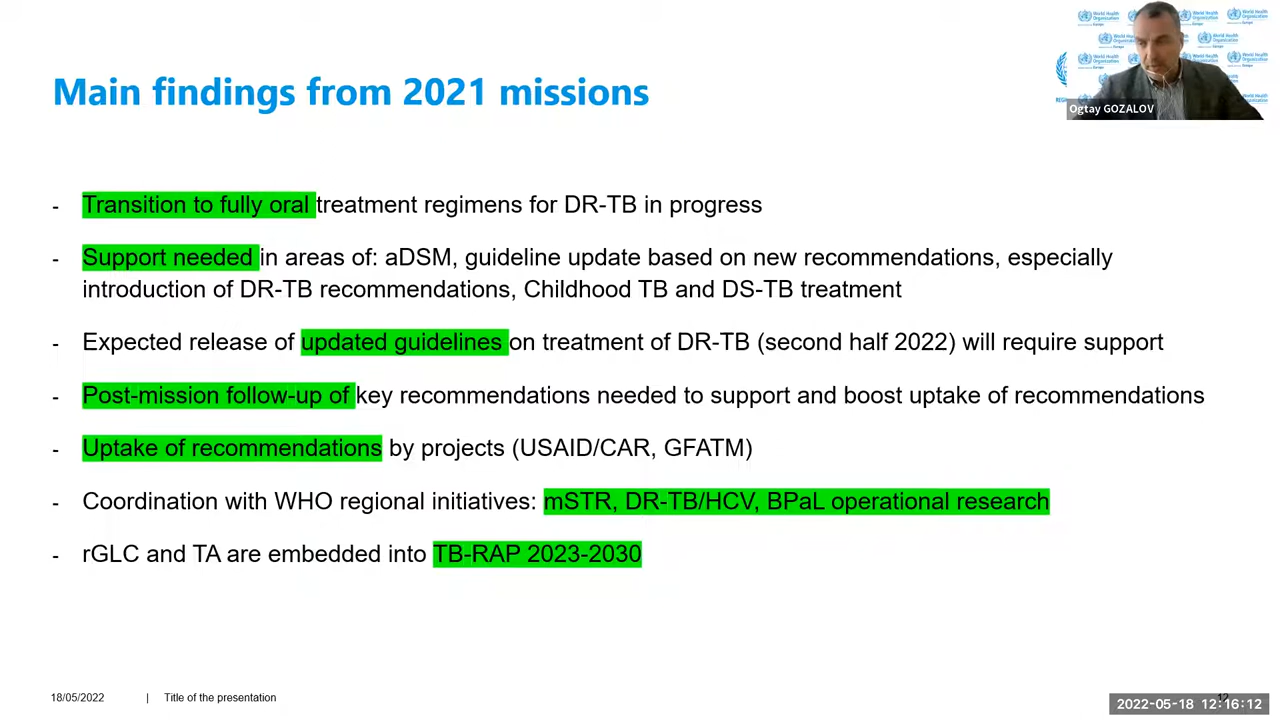 Main findings from 2021 missions
World Health Organization
Europe
Ogtay GOZALOV
- Transition to fully oral treatment regimens for DR-TB in progress
- Support needed in areas of: aDSM, guideline update based on new recommendations, especially
introduction of DR-TB recommendations, Childhood TB and DS-TB treatment
- Expected release of updated guidelines on treatment of DR-TB (second half 2022) will require support
- Post-mission follow-up of key recommendations needed to support and boost uptake of recommendations
- Uptake of recommendations by projects (USAID/CAR, GFATM)
- Coordination with WHO regional initiatives: mSTR, DR-TB/HCV, BPaL operational research
- rGLC and TA are embedded into TB-RAP 2023-2030
18/05/2022 | Title of the presentation 12
2022-05-18 12:16:12